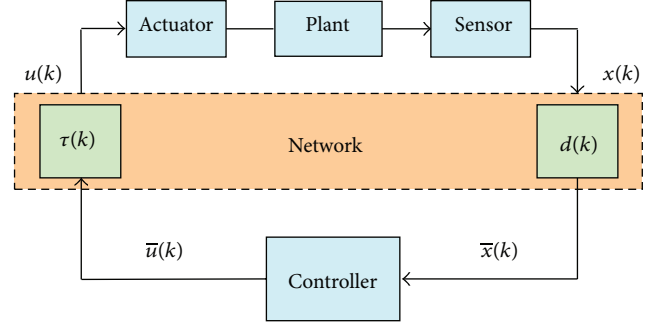 Actuator
Plant
Sensor
u(k)
x(k)
τ(k)
Network
d(k)
u̅(k)
x̅(k)
Controller